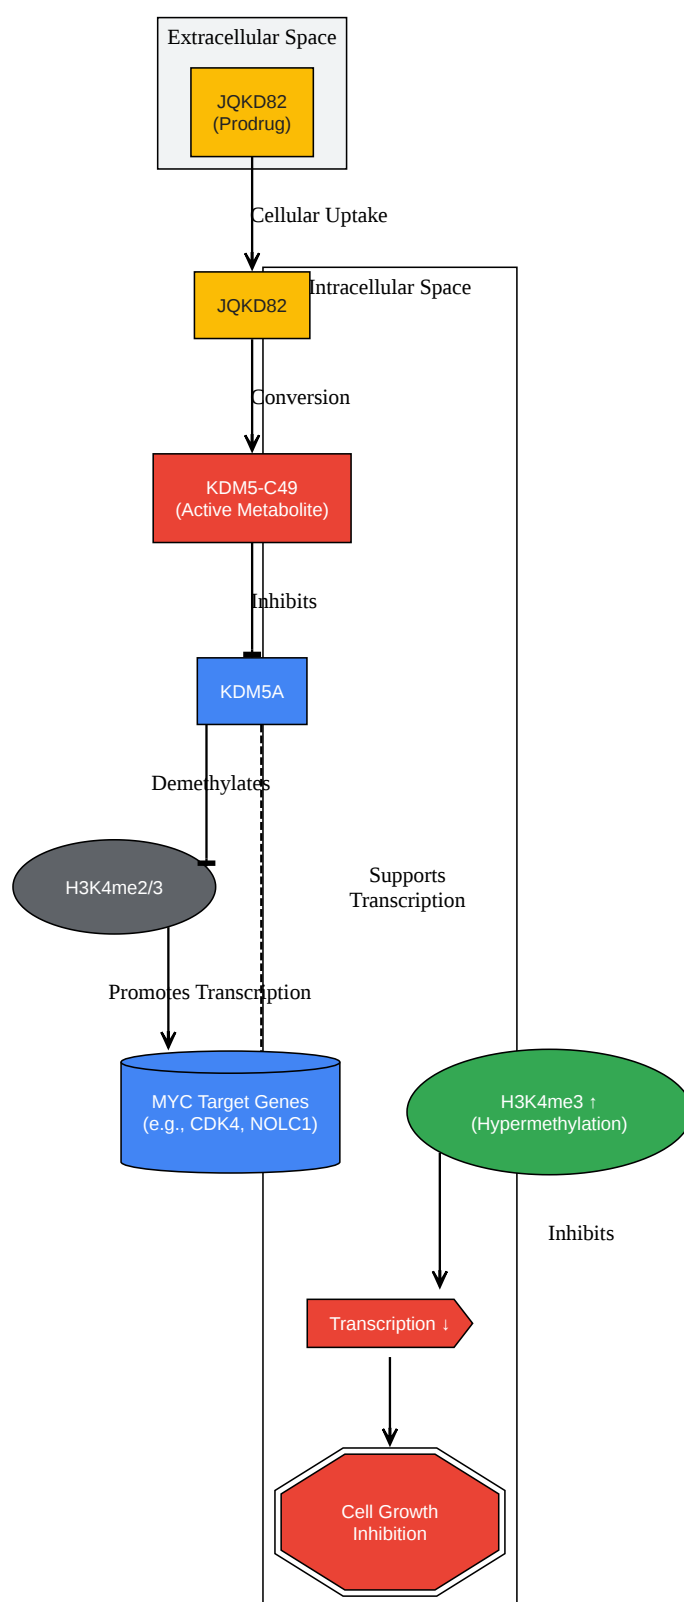 Extracellular Space
JQKD82
(Prodrug)
Cellular Uptake
JQKD82
Intracellular Space
Conversion
KDM5-C49
(Active Metabolite)
Inhibits
KDM5A
Demethylates
H3K4me2/3
Supports
Transcription
Promotes Transcription
MYC Target Genes
(e.g., CDK4, NOLC1)
H3K4me3 ↑
(Hypermethylation)
Inhibits
Transcription ↓
Cell Growth
Inhibition